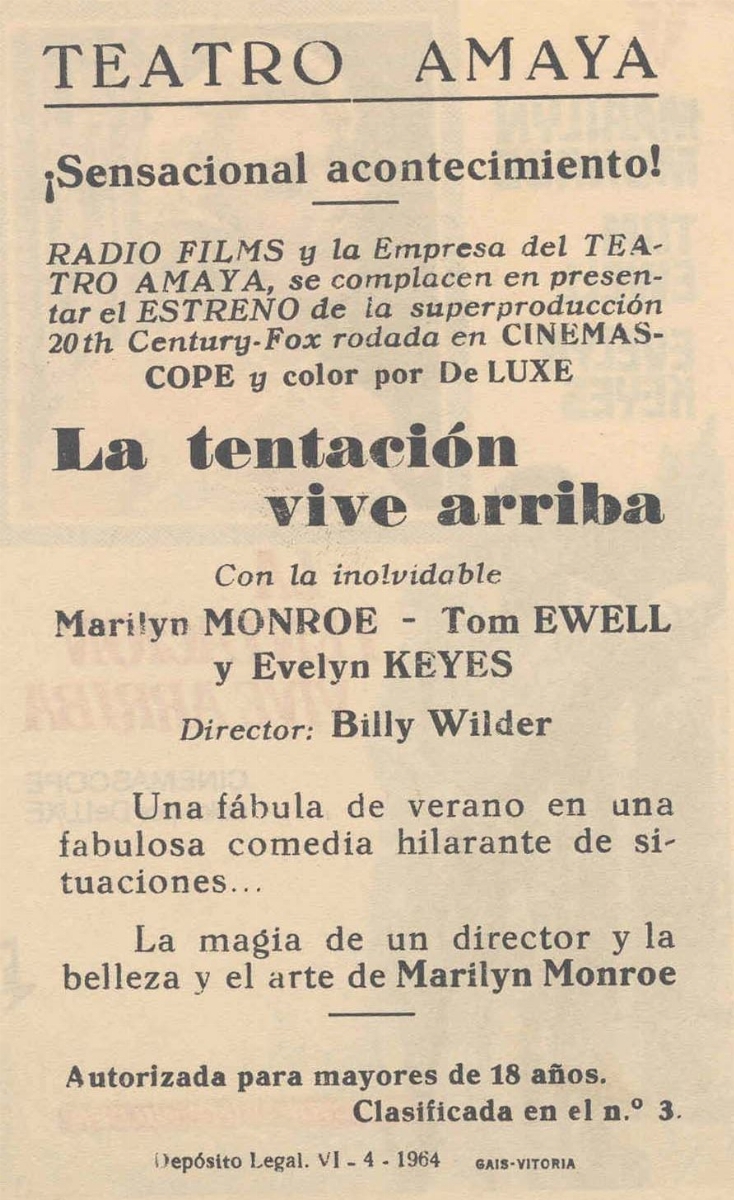 TEATRO AMAYA
¡Sensacional acontecimiento!
RADIO FILMS y la Empresa del TEA-
TRO AMAYA, se complacen en presen-
tar el ESTRENO de la superproducción
20th Century-Fox rodada en CINEMAS-
COPE y color por De LUXE
La tentación
vive arriba
Con la inolvidable
Marilyn MONROE - Tom EWELL
y Evelyn KEYES
Director: Billy Wilder
Una fábula de verano en una
fabulosa comedia hilarante de si-
tuaciones...
La magia de un director y la
belleza y el arte de Marilyn Monroe
Autorizada para mayores de 18 años.
Clasificada en el n.º 3.
Depósito Legal. VI - 4 - 1964 GAIS-VITORIA